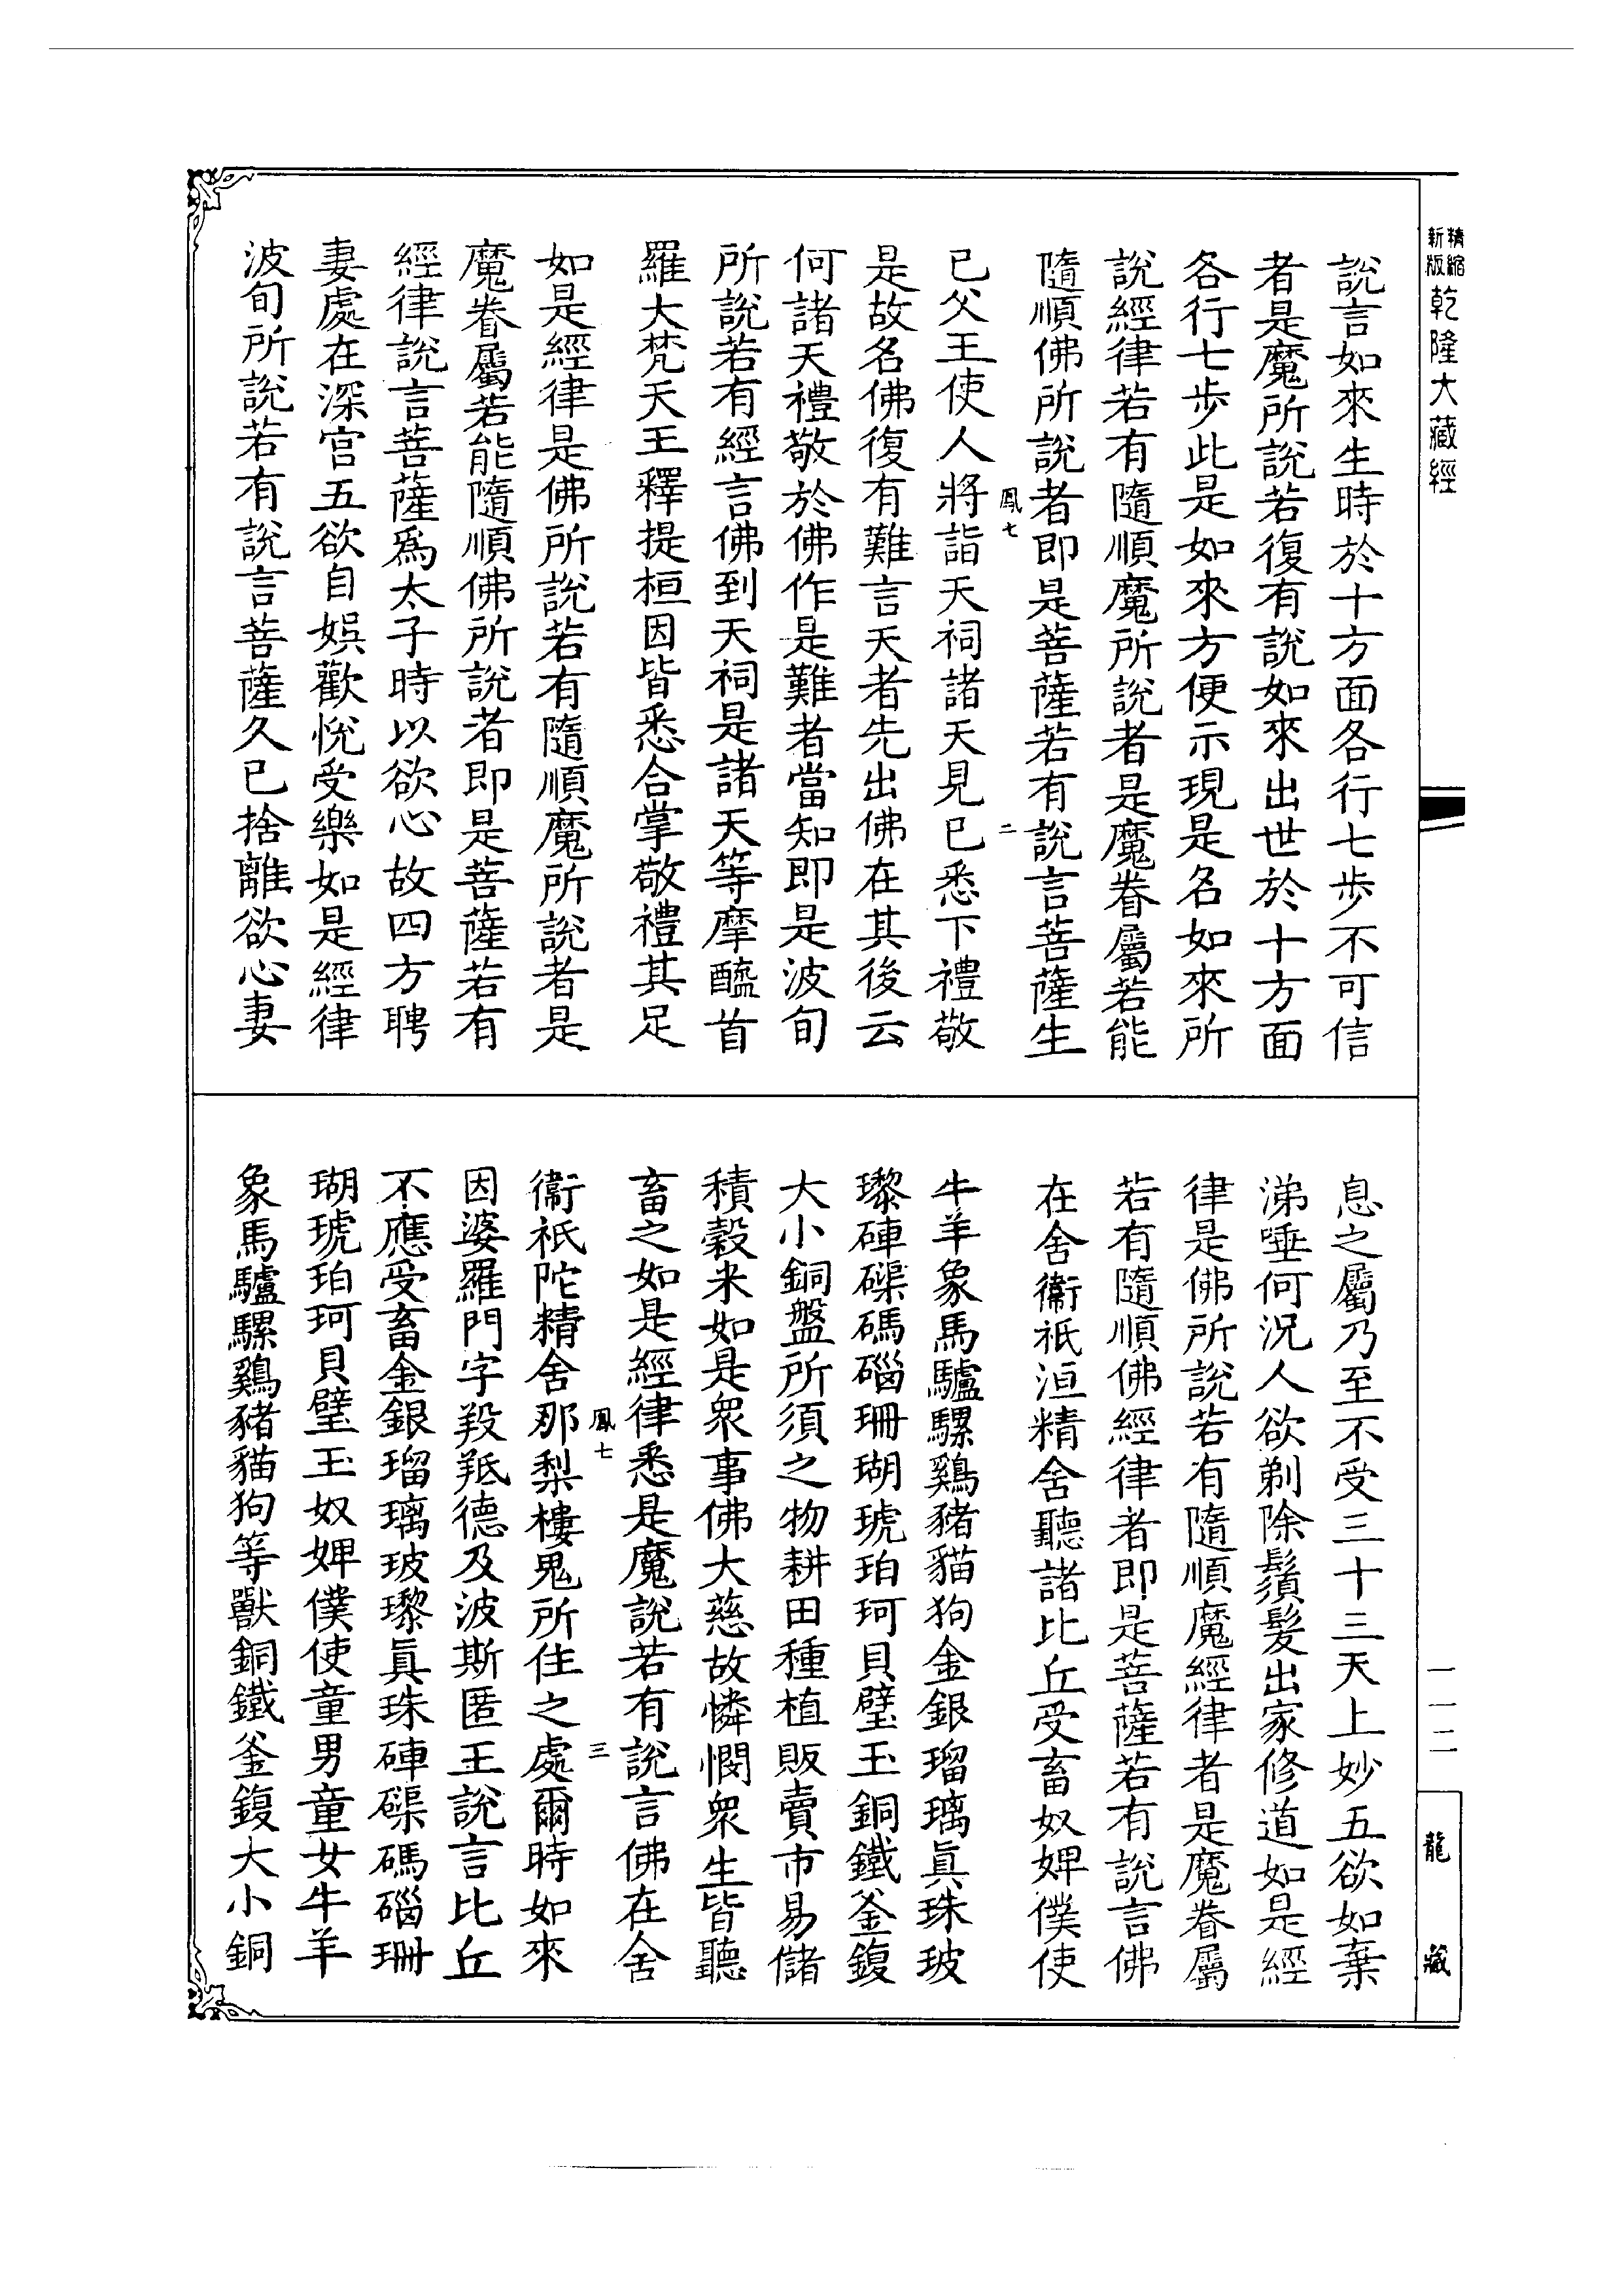 精縮
新版
乾隆大藏經
說言如來生時於十方面各行七步不可信
者是魔所說若復有說如來出世於十方面
各行七步此是如來方便示現是名如來所
說經律若有隨順魔所說者是魔眷屬若能
隨順佛所說者即是菩薩若有說言菩薩生
鳳七
二
已父王使人將詣天祠諸天見已悉下禮敬
是故名佛復有難言天者先出佛在其後云
何諸天禮敬於佛作是難者當知即是波旬
所說若有經言佛到天祠是諸天等摩醯首
羅大梵天王釋提桓因皆悉合掌敬禮其足
如是經律是佛所說若有隨順魔所說者是
魔眷屬若能隨順佛所說者即是菩薩若有
經律說言菩薩爲太子時以欲心故四方聘
妻處在深宮五欲自娛歡悅受樂如是經律
波旬所說若有說言菩薩久已捨離欲心妻
息之屬乃至不受三十三天上妙五欲如棄
涕唾何況人欲剃除鬚髮出家修道如是經
律是佛所說若有隨順魔經律者是魔眷屬
若有隨順佛經律者即是菩薩若有說言佛
在舍衞祇洹精舍聽諸比丘受畜奴婢僕使
牛羊象馬驢騾鷄豬貓狗金銀瑠璃眞珠玻
瓈硨磲碼碯珊瑚琥珀珂貝璧玉銅鐵釜鍑
大小銅盤所須之物耕田種植販賣市易儲
積穀米如是衆事佛大慈故憐憫衆生皆聽
畜之如是經律悉是魔說若有說言佛在舍
鳳七
三
衞祇陀精舍那梨樓鬼所住之處爾時如來
因婆羅門字羖羝德及波斯匿王說言比丘
不應受畜金銀瑠璃玻瓈眞珠硨磲碼碯珊
瑚琥珀珂貝璧玉奴婢僕使童男童女牛羊
象馬驢騾鷄豬貓狗等獸銅鐵釜鍑大小銅
一一二
龍藏